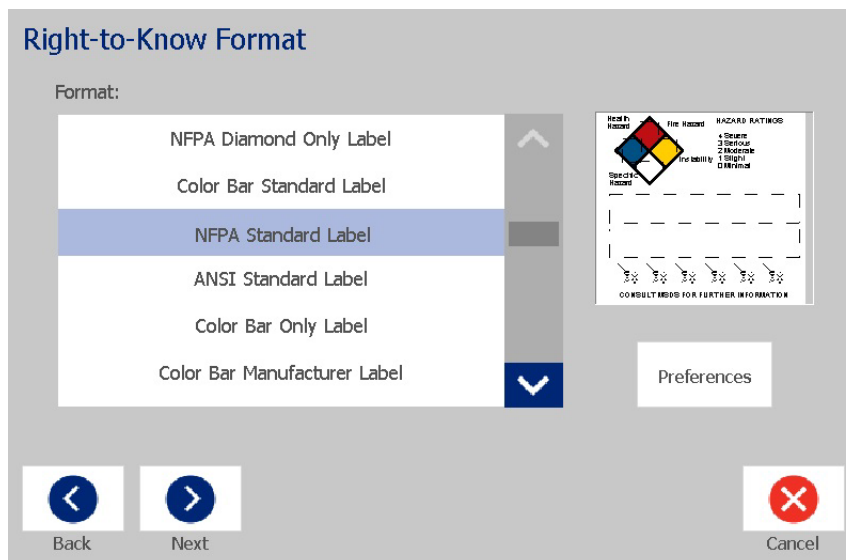 Right-to-Know Format
Format:
NFPA Diamond Only Label
Color Bar Standard Label
NFPA Standard Label
ANSI Standard Label
Color Bar Only Label
Color Bar Manufacturer Label
Health
Hazard
Fire Hazard
HAZARD RATINGS
4 Severe
3 Serious
2 Moderate
1 Slight
0 Minimal
Instability
Specific
Hazard
CONSULT MSDS FOR FURTHER INFORMATION
Preferences
Back
Next
Cancel